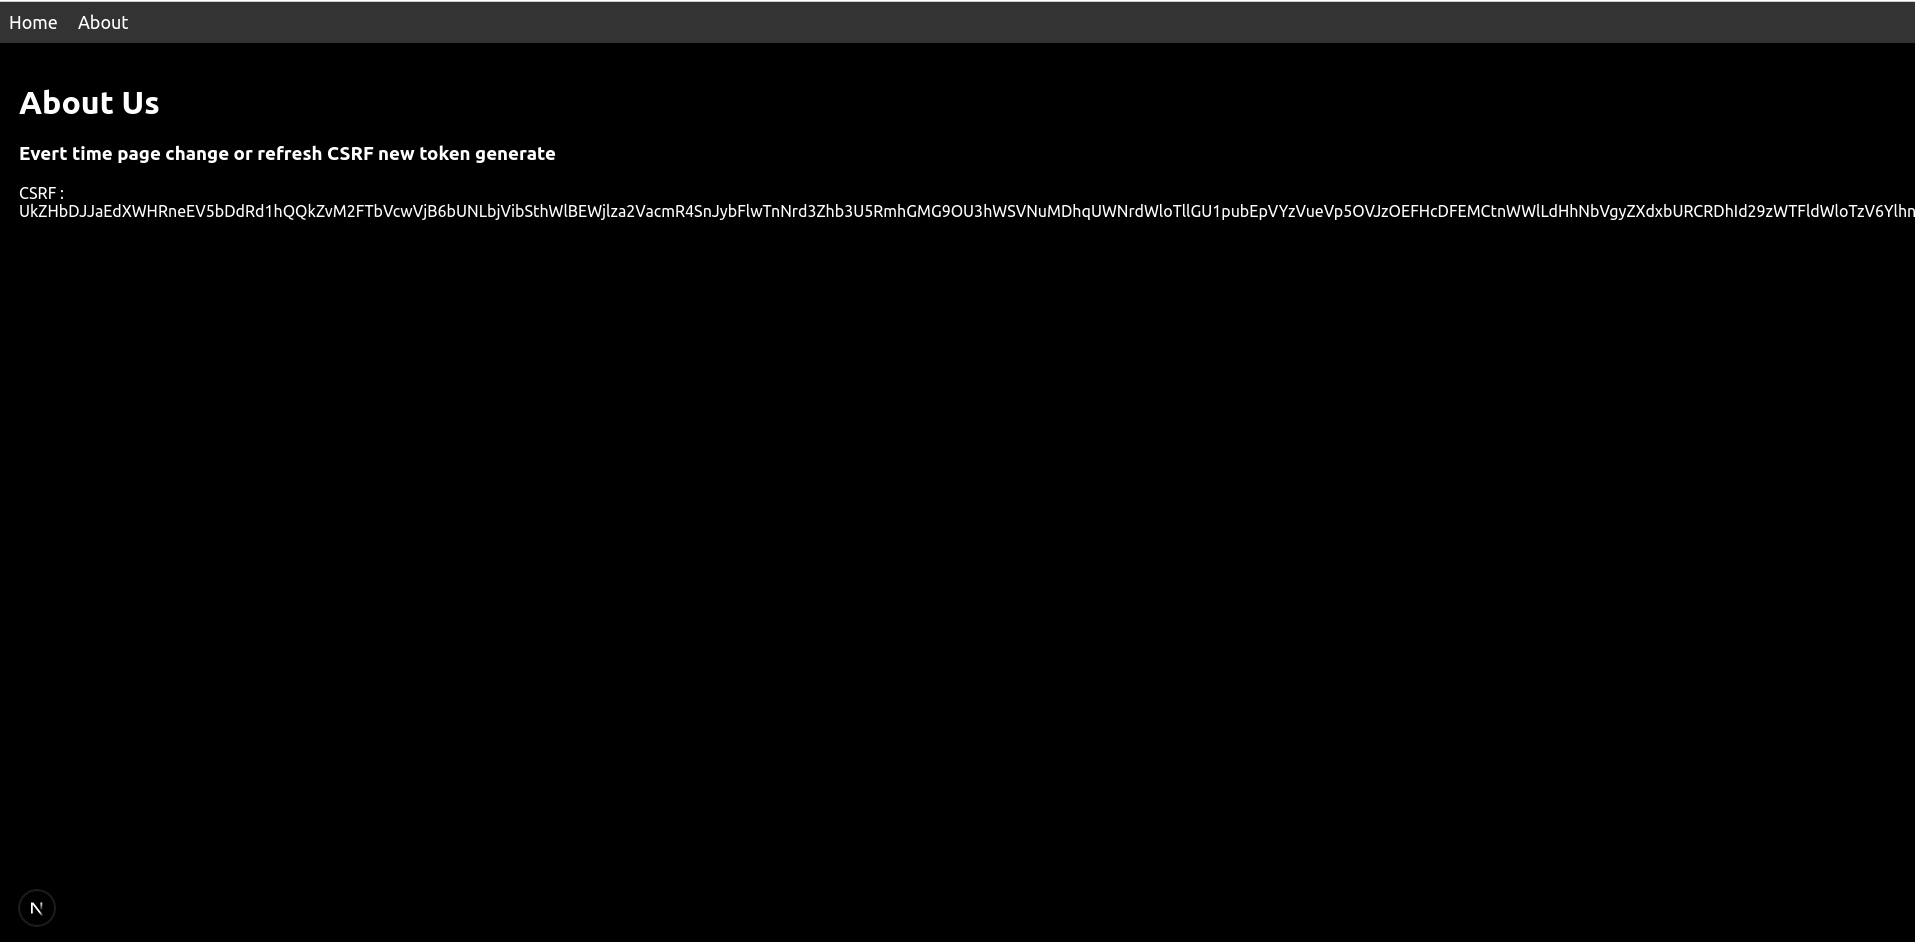 Home About
About Us
Evert time page change or refresh CSRF new token generate
CSRF :
UkZHbDJJaEdXWHRneEV5bDdRd1hQQkZvM2FTbVcwVjB6bUNLbjVibSthWlBEWjlza2VacmR4SnJybFlwTnNrd3Zhb3U5RmhGMG9OU3hWSVNuMDhqUWNrdWloTllGU1pubEpVYzVueVp5OVJzOEFHcDFEMCtnWWlLdHhNbVgyZXdxbURCRDhId29zWTFldWloTzV6Ylhn
N